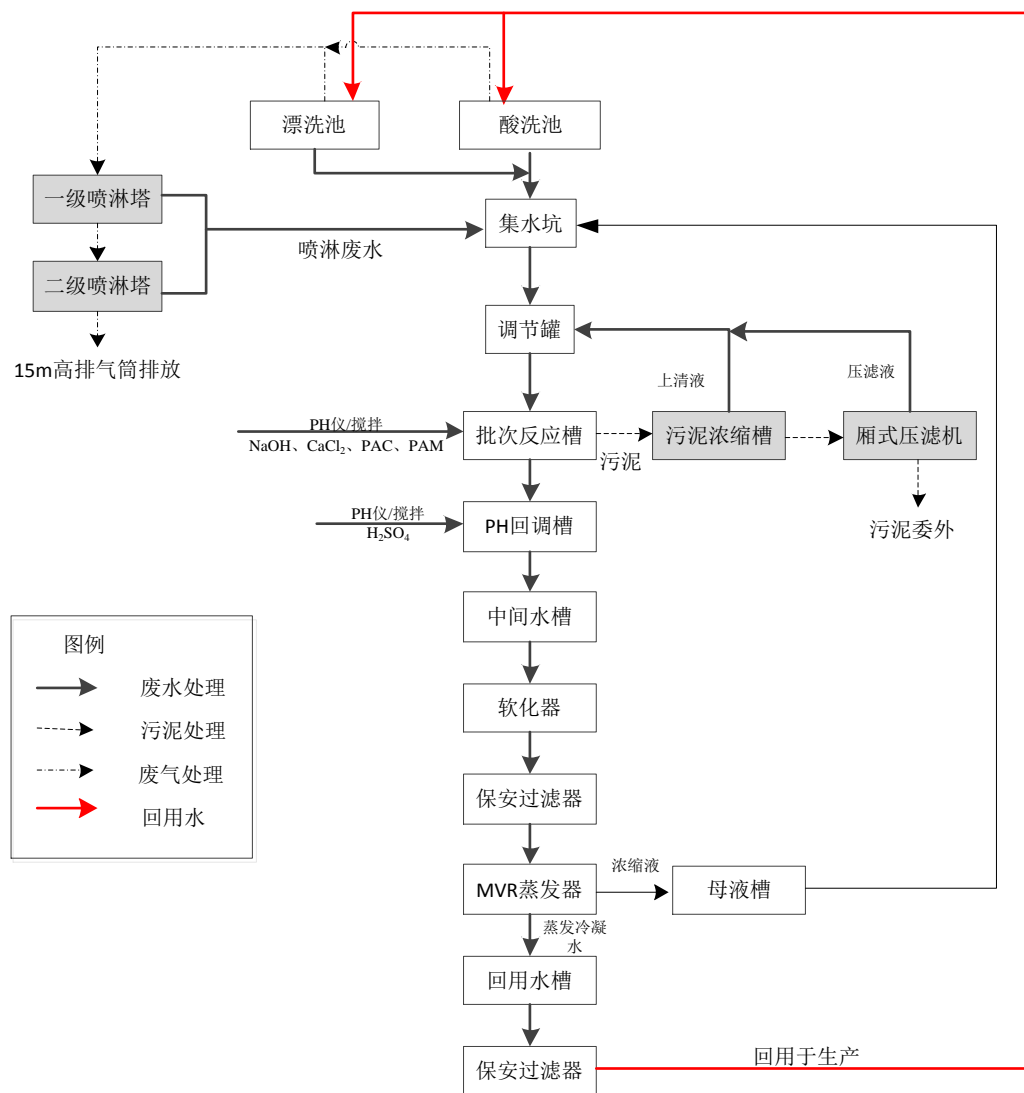 漂洗池
酸洗池
一级喷淋塔
集水坑
喷淋废水
二级喷淋塔
调节罐
15m高排气筒排放
上清液
压滤液
PH仪/搅拌
NaOH、CaCl₂、PAC、PAM
批次反应槽
污泥
污泥浓缩槽
厢式压滤机
PH仪/搅拌
H₂SO₄
PH回调槽
污泥委外
中间水槽
图例
废水处理
污泥处理
废气处理
回用水
软化器
保安过滤器
MVR蒸发器
浓缩液
母液槽
蒸发冷凝
水
回用水槽
保安过滤器
回用于生产